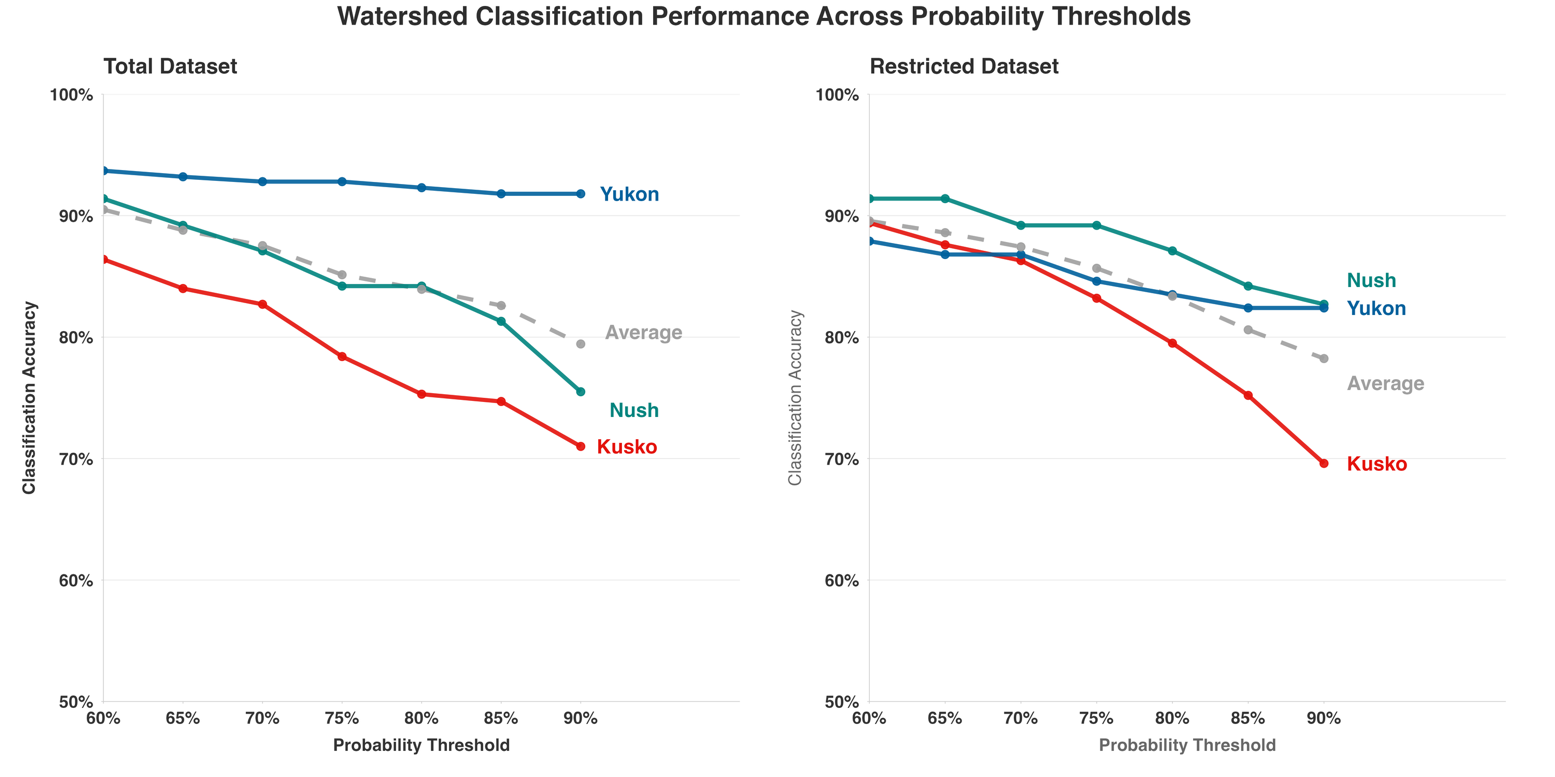 Watershed Classification Performance Across Probability Thresholds
Total Dataset
100%
90%
80%
70%
60%
50%
60% 65% 70% 75% 80% 85% 90%
Probability Threshold
Classification Accuracy
Yukon
Average
Nush
Kusko
Restricted Dataset
100%
90%
80%
70%
60%
50%
60% 65% 70% 75% 80% 85% 90%
Probability Threshold
Classification Accuracy
Nush
Yukon
Average
Kusko